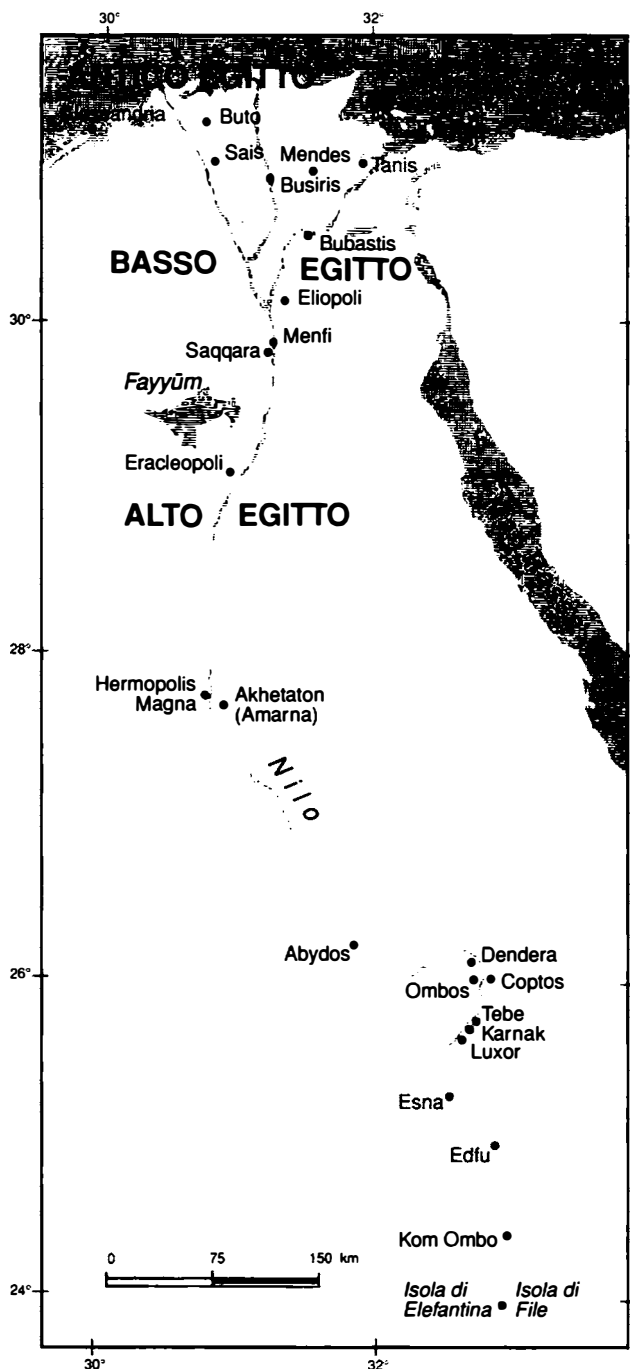 30° 32°
ANTICO EGITTO
Buto
Sais
Mendes
Tanis
Busiris
Bubastis
BASSO EGITTO
Eliopoli
30°
Menfi
Saqqara
Fayyūm
Eracleopoli
ALTO EGITTO
28°
Hermopolis
Magna
Akhetaton
(Amarna)
Nilo
Abydos
Dendera
26°
Ombos
Coptos
Tebe
Karnak
Luxor
Esna
Edfu
Kom Ombo
0 75 150 km
24°
Isola di
Elefantina
Isola di
File
30° 32°